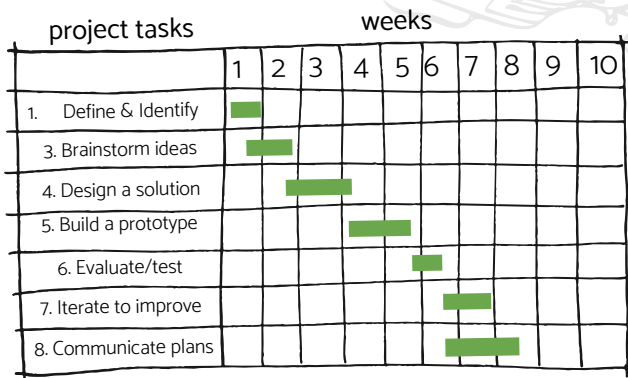 project tasks weeks
1 2 3 4 5 6 7 8 9 10
1. Define & Identify
3. Brainstorm ideas
4. Design a solution
5. Build a prototype
6. Evaluate/test
7. Iterate to improve
8. Communicate plans